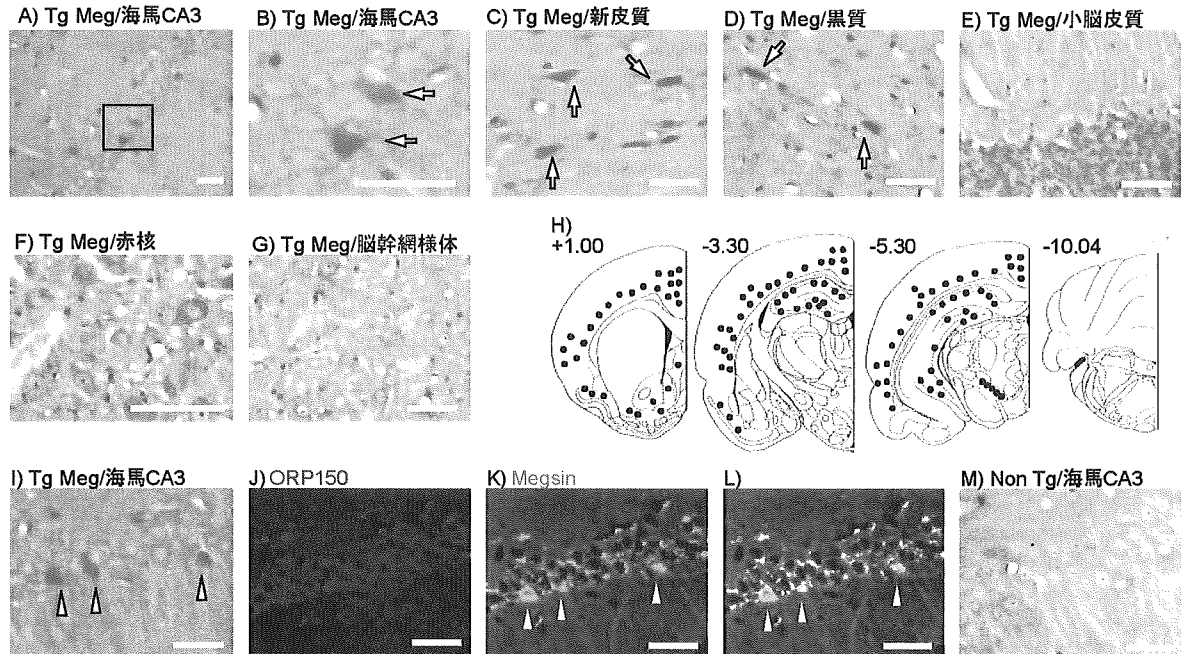 A) Tg Meg/海馬CA3
B) Tg Meg/海馬CA3
C) Tg Meg/新皮質
D) Tg Meg/黒質
E) Tg Meg/小脳皮質
F) Tg Meg/赤核
G) Tg Meg/脳幹網様体
H)
+1.00
-3.30
-5.30
-10.04
I) Tg Meg/海馬CA3
J) ORP150
K) Megsin
L)
M) Non Tg/海馬CA3